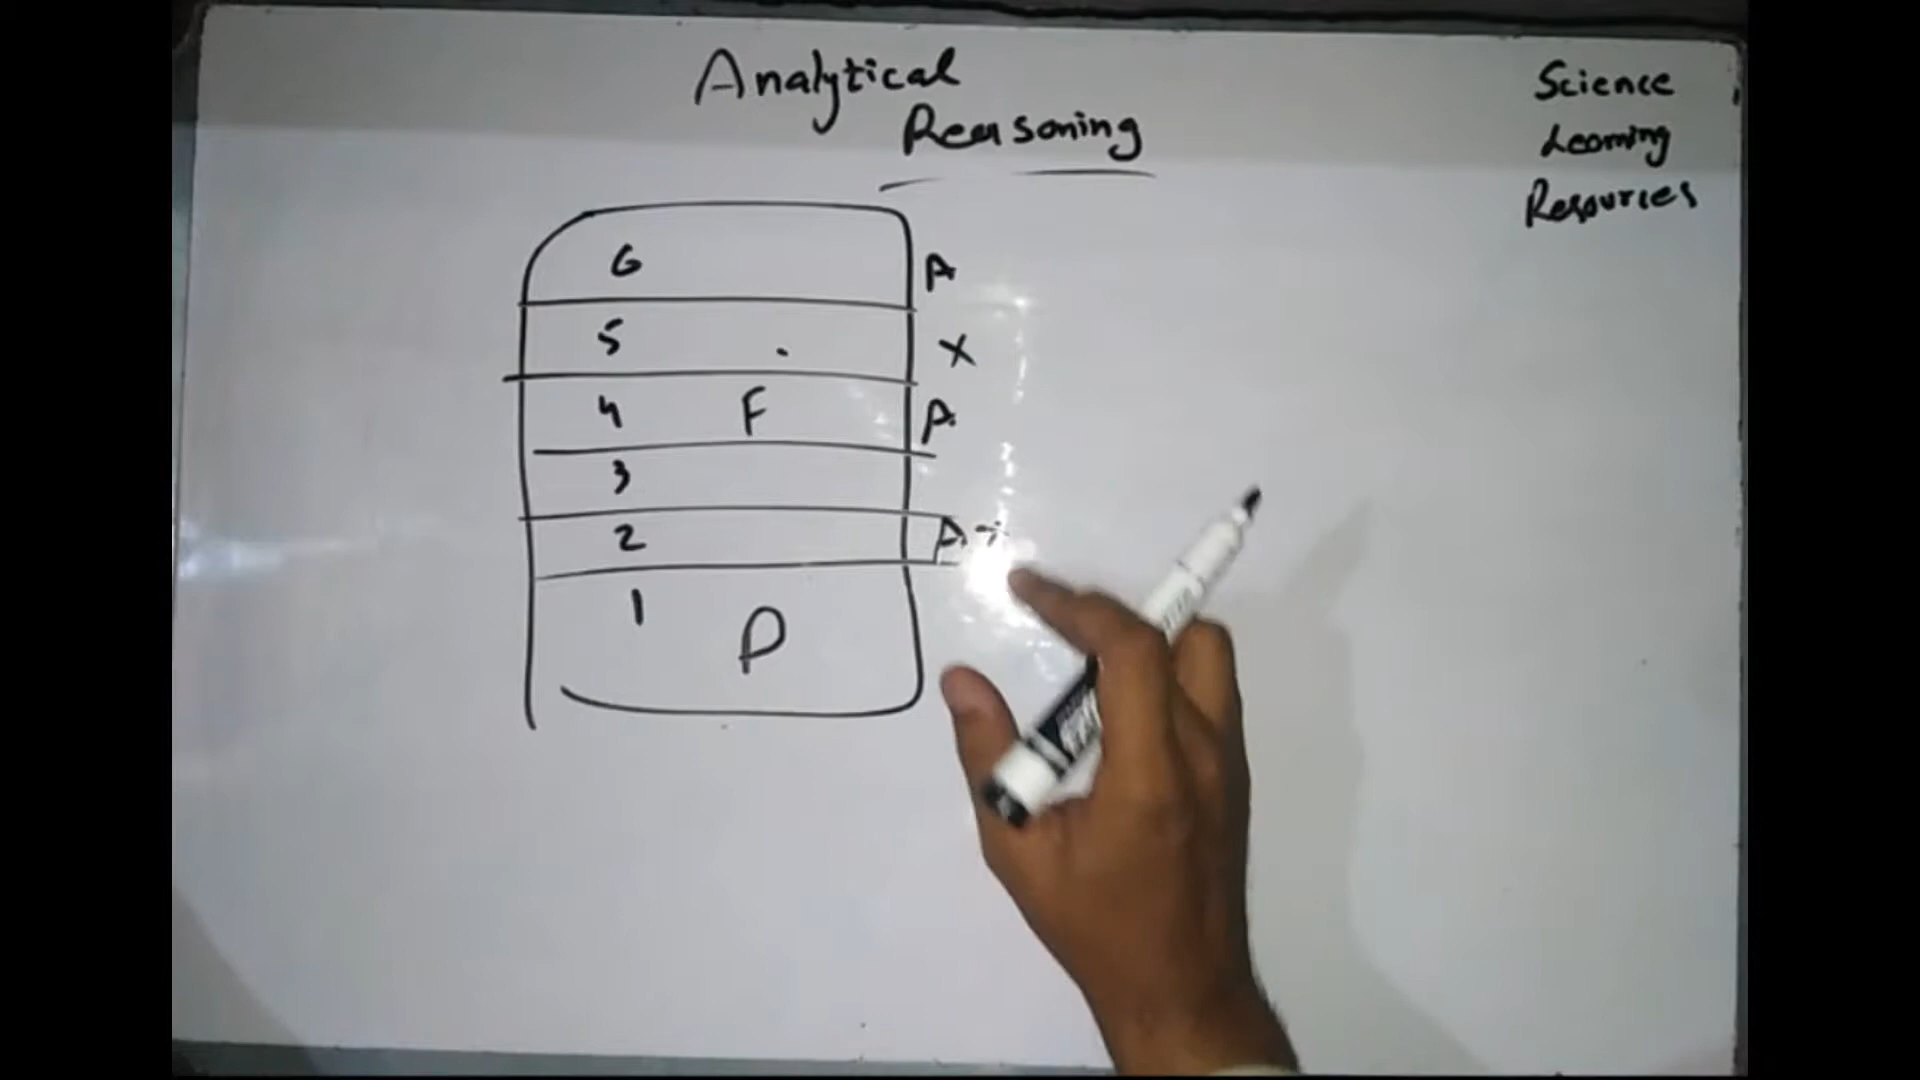 Analytical
Reasoning
Science
Learning
Resources
6 A
5 X
4 F A
3
2 A
1 D